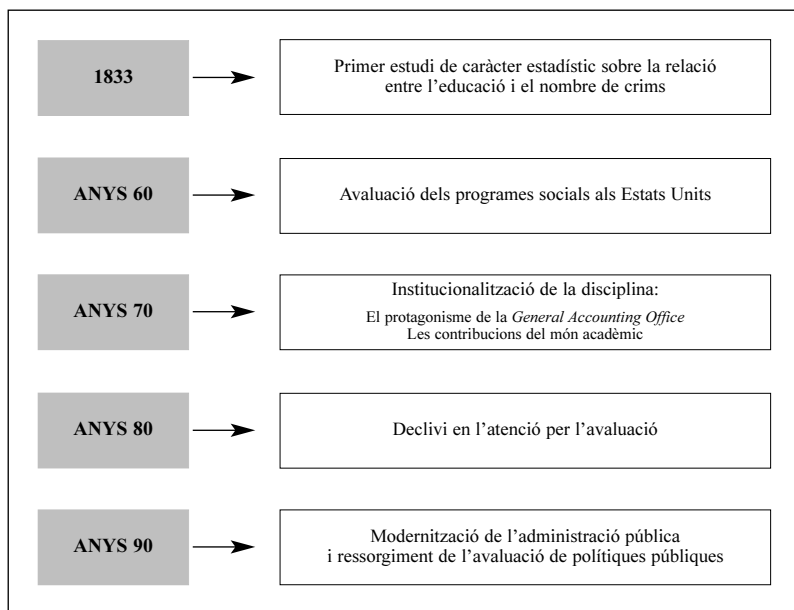 1833
Primer estudi de caràcter estadístic sobre la relació
entre l’educació i el nombre de crims
ANYS 60
Avaluació dels programes socials als Estats Units
ANYS 70
Institucionalització de la disciplina:
El protagonisme de la General Accounting Office
Les contribucions del món acadèmic
ANYS 80
Declivi en l’atenció per l’avaluació
ANYS 90
Modernització de l’administració pública
i ressorgiment de l’avaluació de polítiques públiques